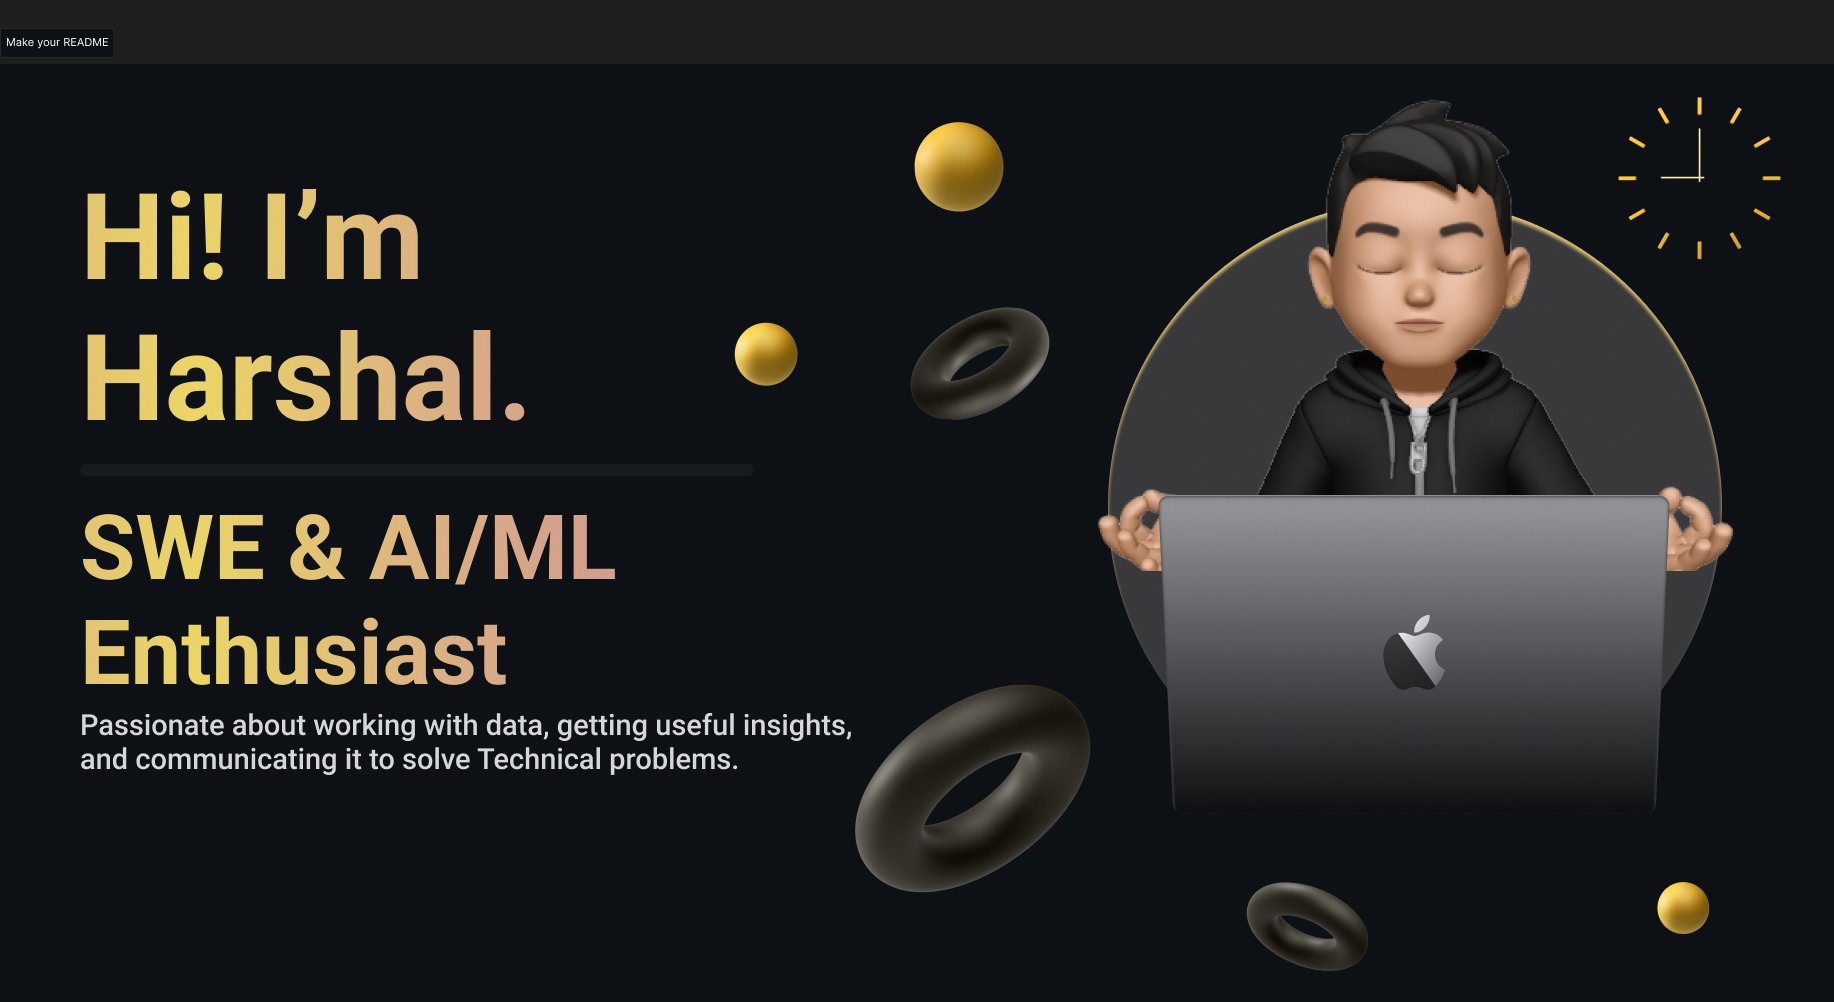 Make your README
Hi! I’m
Harshal.
SWE & AI/ML
Enthusiast
Passionate about working with data, getting useful insights,
and communicating it to solve Technical problems.